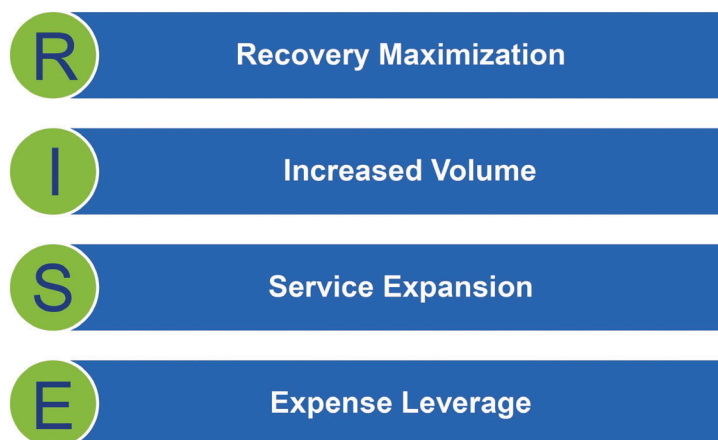 R Recovery Maximization
I Increased Volume
S Service Expansion
E Expense Leverage